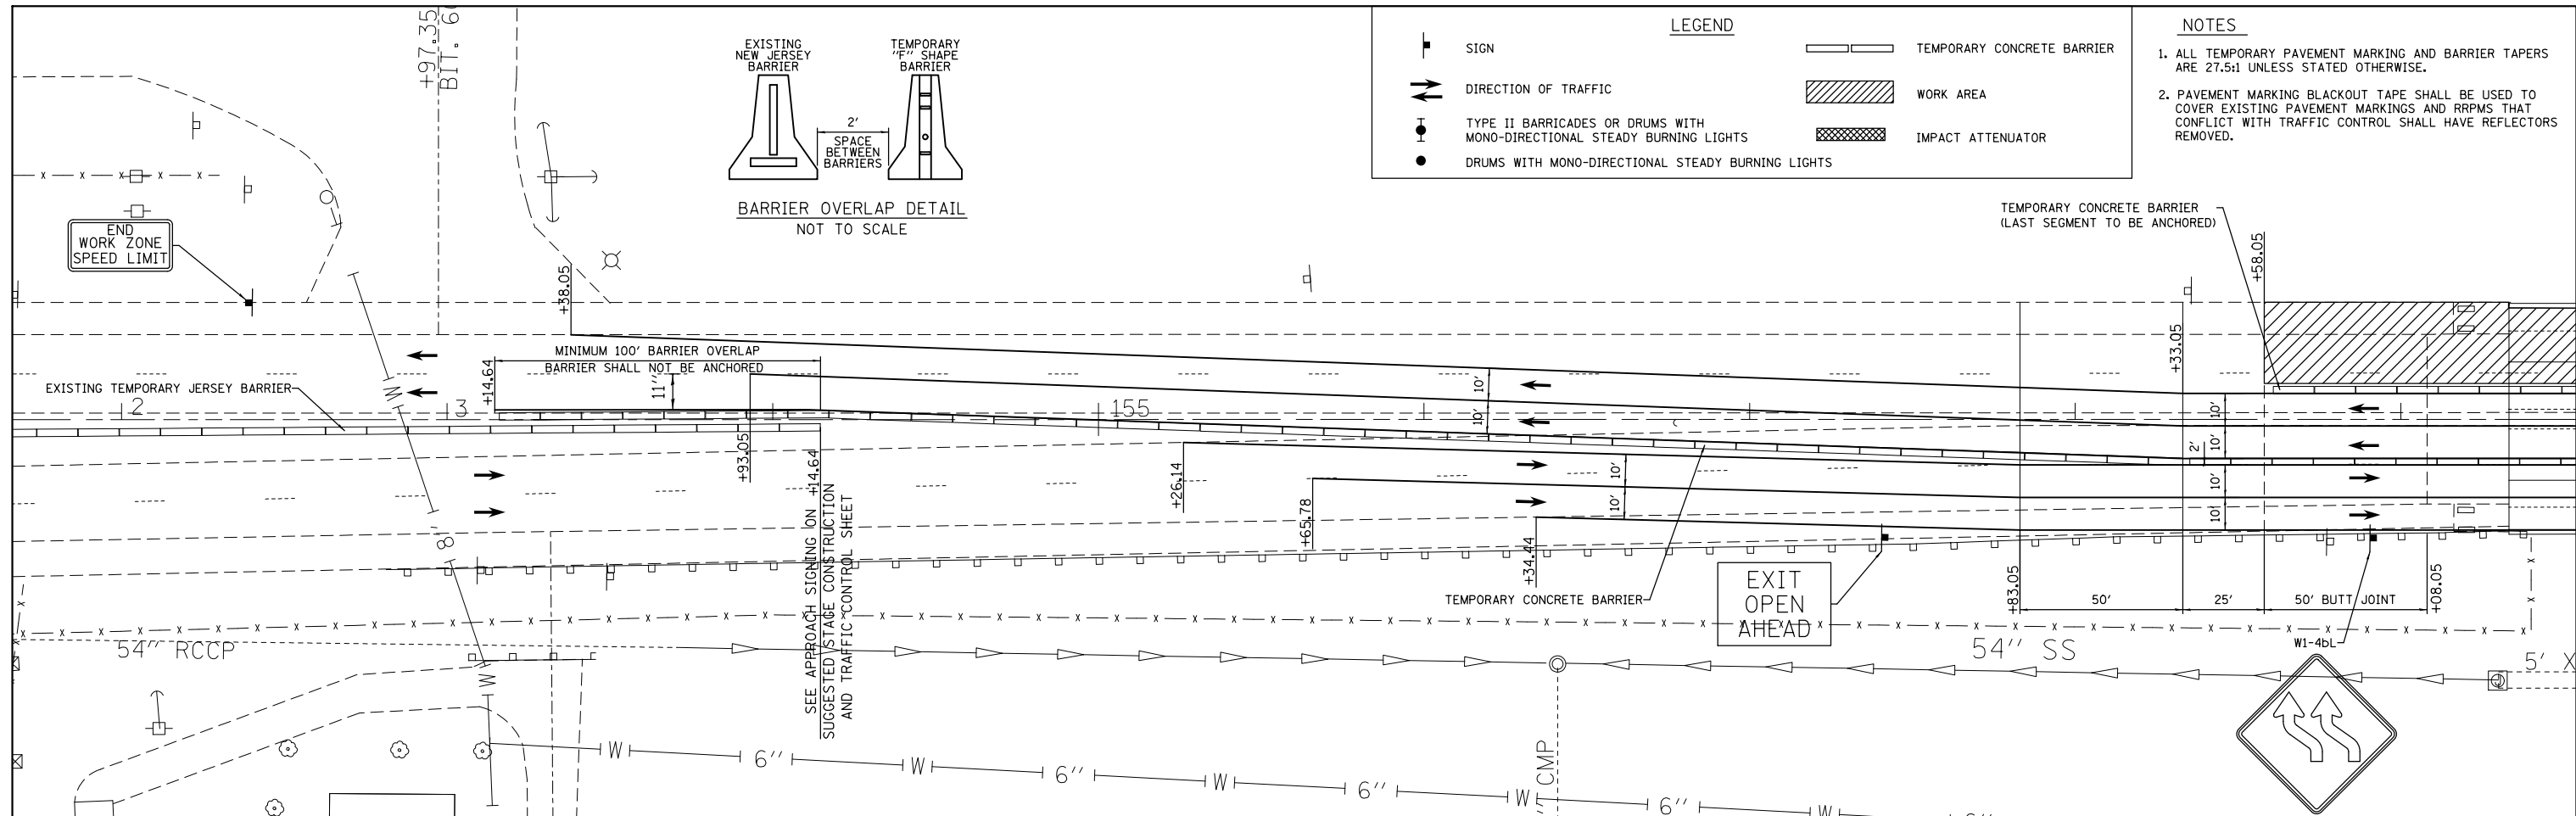 +97.35
BIT. 6
EXISTING
NEW JERSEY
BARRIER
TEMPORARY
"F" SHAPE
BARRIER
2'
SPACE
BETWEEN
BARRIERS
BARRIER OVERLAP DETAIL
NOT TO SCALE
LEGEND
SIGN
DIRECTION OF TRAFFIC
TYPE II BARRICADES OR DRUMS WITH
MONO-DIRECTIONAL STEADY BURNING LIGHTS
DRUMS WITH MONO-DIRECTIONAL STEADY BURNING LIGHTS
TEMPORARY CONCRETE BARRIER
WORK AREA
IMPACT ATTENUATOR
NOTES
1. ALL TEMPORARY PAVEMENT MARKING AND BARRIER TAPERS
ARE 27.5:1 UNLESS STATED OTHERWISE.
2. PAVEMENT MARKING BLACKOUT TAPE SHALL BE USED TO
COVER EXISTING PAVEMENT MARKINGS AND RRPMS THAT
CONFLICT WITH TRAFFIC CONTROL SHALL HAVE REFLECTORS
REMOVED.
END
WORK ZONE
SPEED LIMIT
TEMPORARY CONCRETE BARRIER
(LAST SEGMENT TO BE ANCHORED)
+38.05
+58.05
+33.05
MINIMUM 100' BARRIER OVERLAP
BARRIER SHALL NOT BE ANCHORED
EXISTING TEMPORARY JERSEY BARRIER
+14.64
11"
W
2
3
155
10'
10'
10'
10'
2'
10'
10'
+93.05
+14.64
+26.14
+65.78
10'
10'
+34.44
8
SEE APPROACH SIGNING ON
SUGGESTED STAGE CONSTRUCTION
AND TRAFFIC CONTROL SHEET
TEMPORARY CONCRETE BARRIER
EXIT
OPEN
AHEAD
+83.05
50'
25'
50' BUTT JOINT
+08.05
W1-4bL
54" RCCP
54" SS
5' X
W
W
6"
W
6"
W
6"
W
6"
W
" CMP